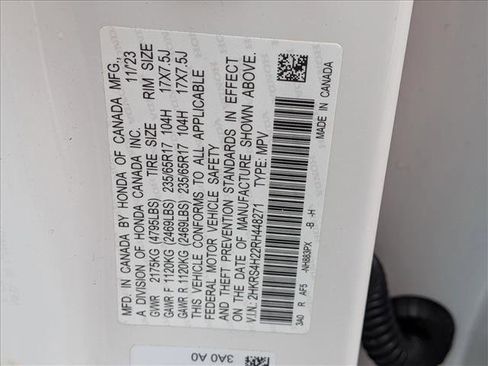 MFD. IN CANADA BY HONDA OF CANADA MFG.,
A DIVISION OF HONDA CANADA INC. 11/23
GVWR 2175KG (4795LBS) TIRE SIZE RIM SIZE
GAWR F 1120KG (2469LBS) 235/65R17 104H 17X7.5J
GAWR R 1120KG (2469LBS) 235/65R17 104H 17X7.5J
THIS VEHICLE CONFORMS TO ALL APPLICABLE
FEDERAL MOTOR VEHICLE SAFETY
AND THEFT PREVENTION STANDARDS IN EFFECT
ON THE DATE OF MANUFACTURE SHOWN ABOVE.
V.I.N.: 2HKRS4H22RH448271 TYPE: MPV
3A0 R AF5 -NH883PX -B -H
MADE IN CANADA
3A0 A0